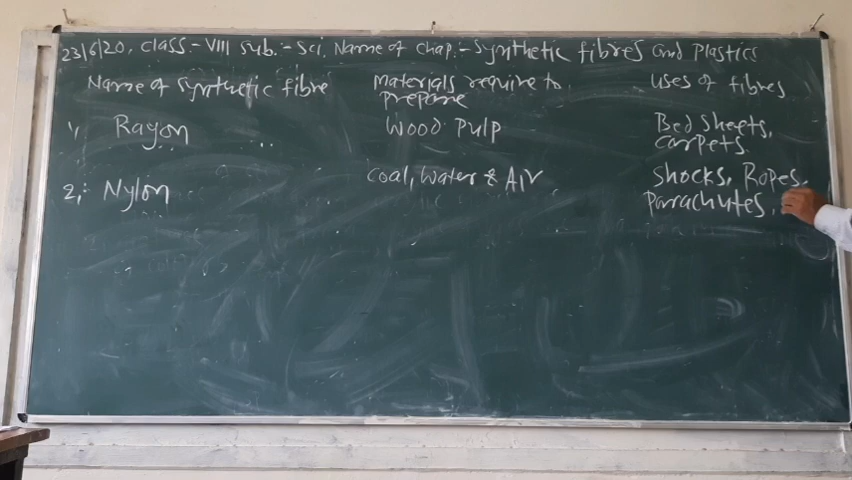 23/6/20, class:- VIII sub:- Sci. Name of chap:- Synthetic fibres and Plastics
Name of Synthetic fibre Materials require to prepare Uses of fibres
1, Rayon Wood Pulp Bed Sheets, Carpets
2, Nylon Coal, Water & Air Shocks, Ropes, Parachutes,